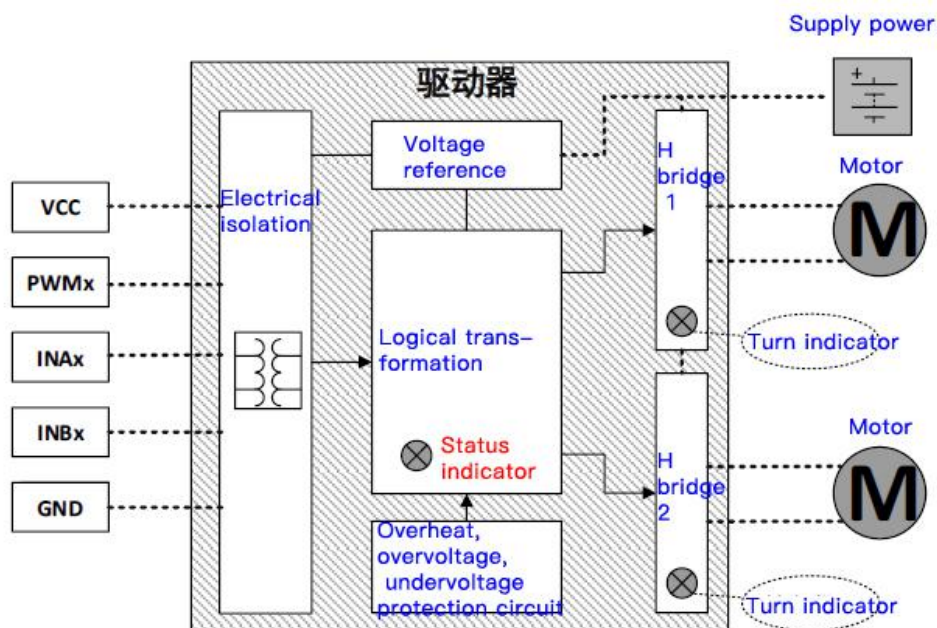 Supply power
驱动器
Voltage
reference
H
bridge
1
Motor
M
Electrical
isolation
VCC
PWMx
INAx
INBx
GND
Logical trans-
formation
Turn indicator
Status
indicator
H
bridge
2
Motor
M
Overheat,
overvoltage,
undervoltage
protection circuit
Turn indicator